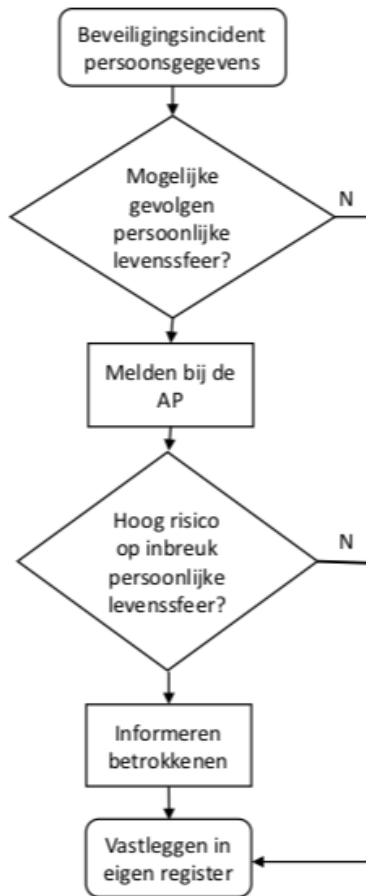 Beveiligingsincident
persoonsgegevens
Mogelijke
gevolgen
persoonlijke
levenssfeer?
N
Melden bij de
AP
Hoog risico
op inbreuk
persoonlijke
levenssfeer?
N
Informeren
betrokkenen
Vastleggen in
eigen register